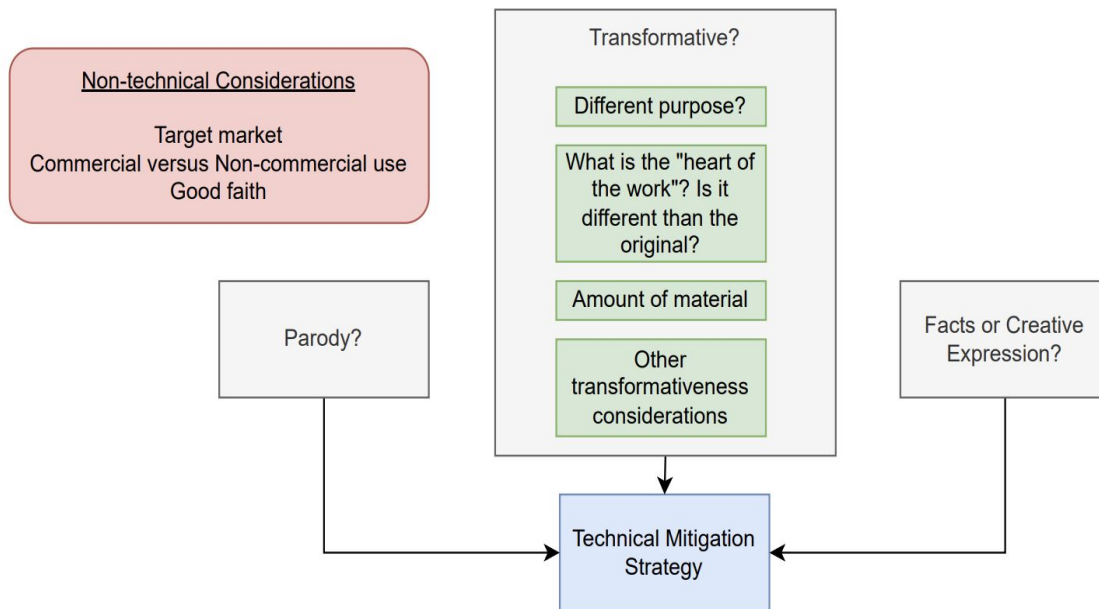 Non-technical Considerations
Target market
Commercial versus Non-commercial use
Good faith
Transformative?
Different purpose?
What is the "heart of
the work"? Is it
different than the
original?
Amount of material
Other
transformativeness
considerations
Parody?
Facts or Creative
Expression?
Technical Mitigation
Strategy